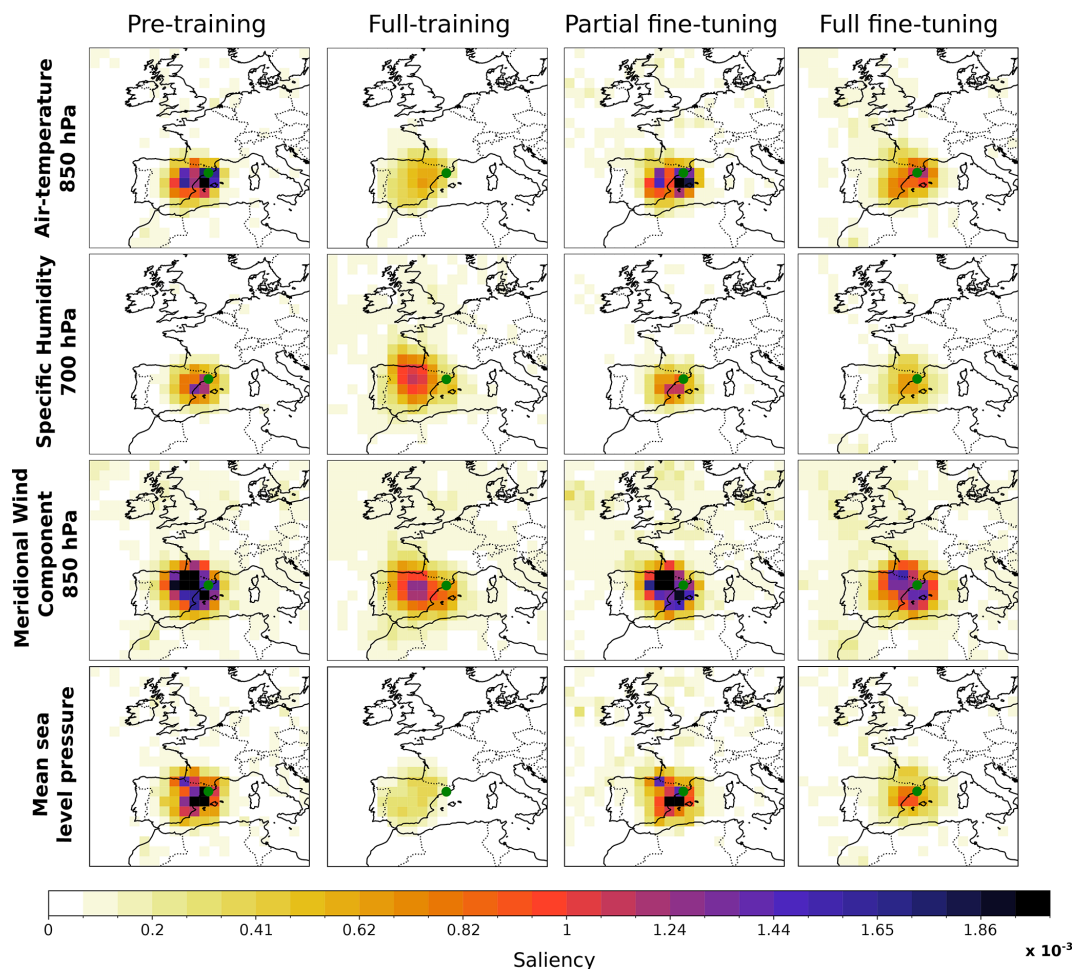 Pre-training Full-training Partial fine-tuning Full fine-tuning
Air-temperature
850 hPa
Specific Humidity
700 hPa
Meridional Wind
Component
850 hPa
Mean sea
level pressure
0 0.2 0.41 0.62 0.82 1 1.24 1.44 1.65 1.86
x 10⁻³
Saliency